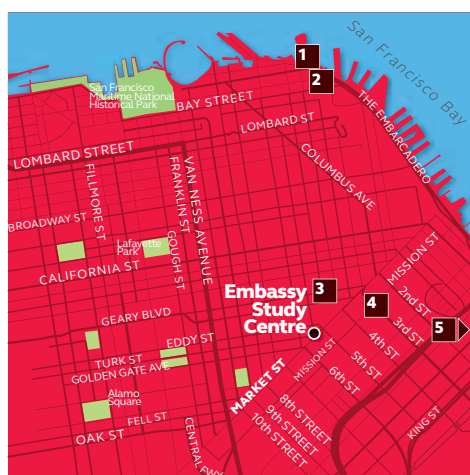 San Francisco Bay
1
2
San Francisco
Maritime National
Historical Park
BAY STREET
THE EMBARCADERO
LOMBARD ST
LOMBARD STREET
COLUMBUS AVE
FILLMORE ST
FRANKLIN ST
VAN NESS AVENUE
BROADWAY ST
Lafayette
Park
GOUGH ST
CALIFORNIA ST
MISSION ST
3
Embassy
Study
Centre
4
2ND ST
3RD ST
5
GEARY BLVD
EDDY ST
4TH ST
MISSION ST
5TH ST
TURK ST
GOLDEN GATE AVE
MARKET ST
6TH ST
Alamo
Square
FELL ST
8TH STREET
9TH STREET
10TH STREET
KING ST
OAK ST
CENTRAL FWY